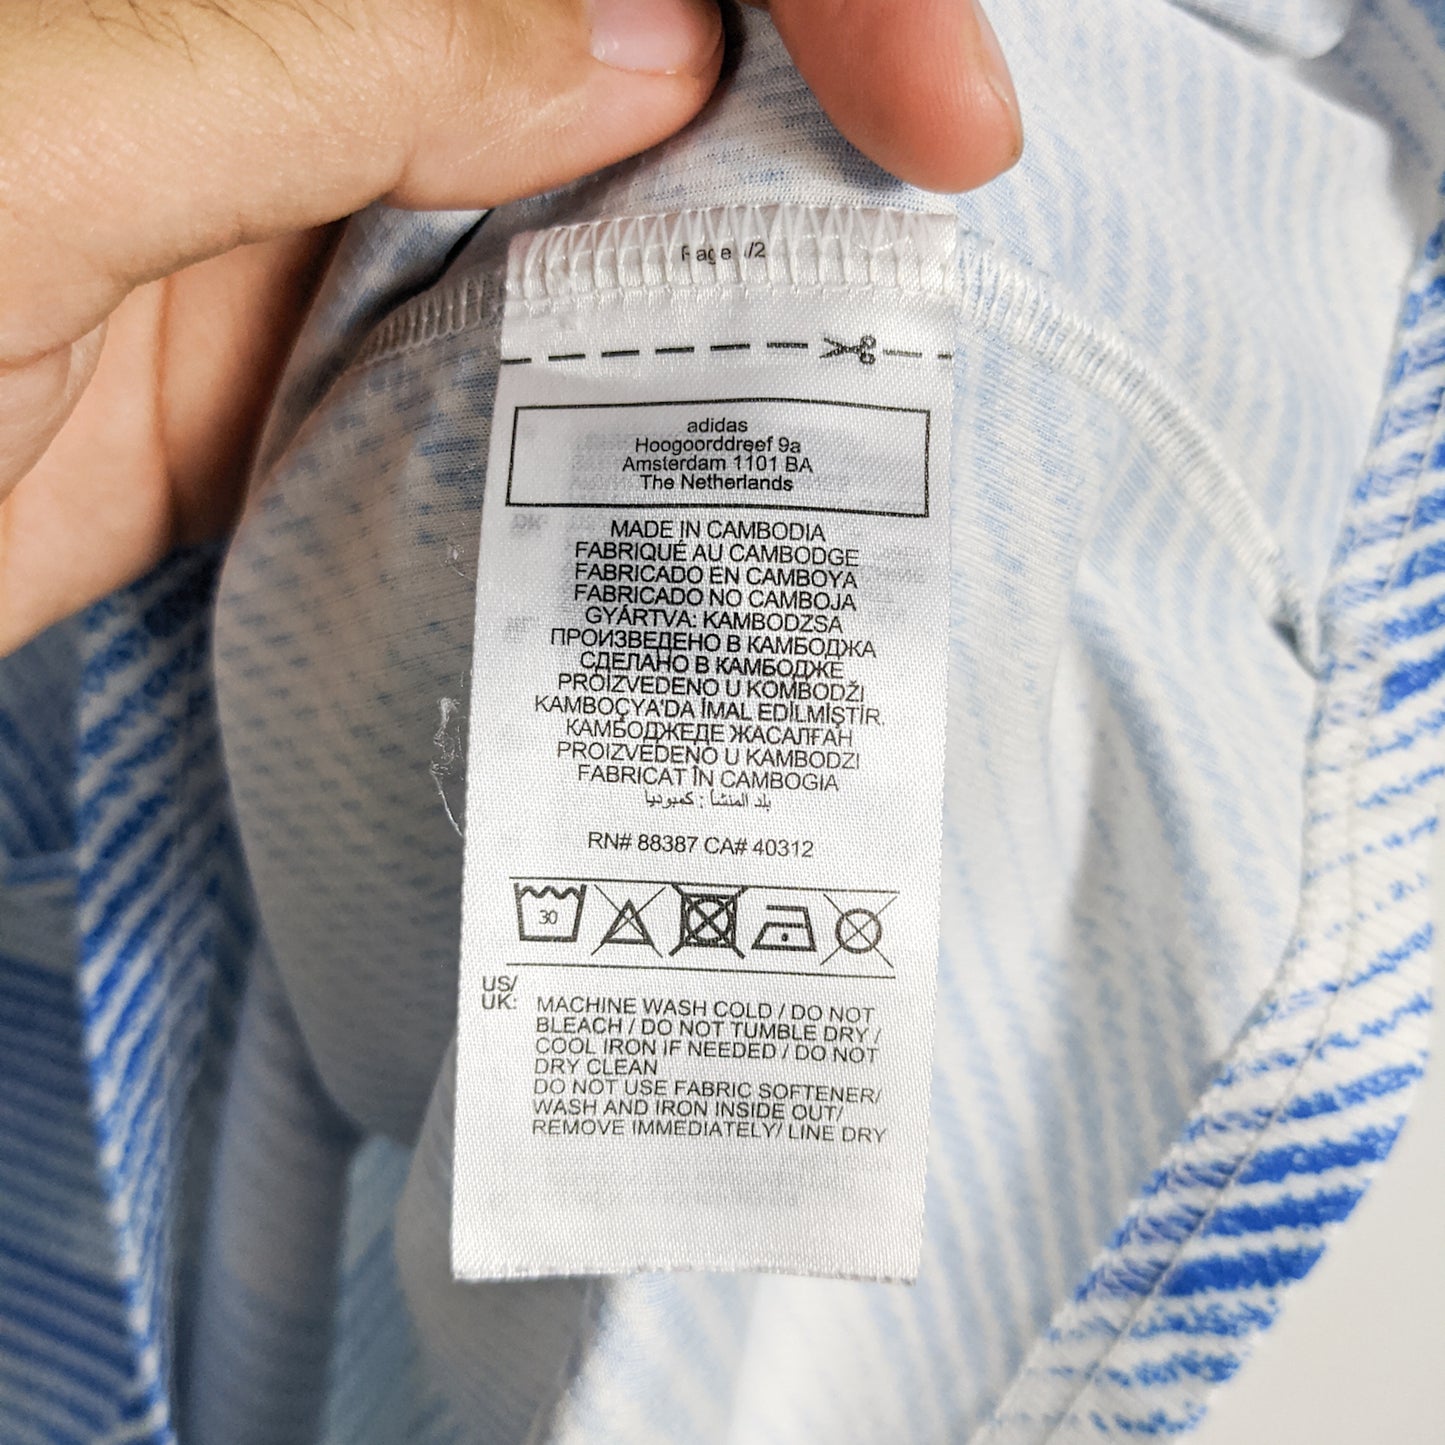 Page 1/2
adidas
Hoogoorddreef 9a
Amsterdam 1101 BA
The Netherlands
MADE IN CAMBODIA
FABRIQUÉ AU CAMBODGE
FABRICADO EN CAMBOYA
FABRICADO NO CAMBOJA
GYÁRTVA: KAMBODZSA
ПРОИЗВЕДЕНО В КАМБОДЖА
СДЕЛАНО В КАМБОДЖЕ
PROIZVEDENO U KOMBODŽI
KAMBOÇYA'DA İMAL EDİLMİŞTİR.
КАМБОДЖЕДЕ ЖАСАЛҒАН
PROIZVEDENO U KAMBODZI
FABRICAT ÎN CAMBOGIA
بلد المنشأ : كمبوديا
RN# 88387 CA# 40312
30
US/
UK:
MACHINE WASH COLD / DO NOT
BLEACH / DO NOT TUMBLE DRY /
COOL IRON IF NEEDED / DO NOT
DRY CLEAN
DO NOT USE FABRIC SOFTENER/
WASH AND IRON INSIDE OUT/
REMOVE IMMEDIATELY/ LINE DRY